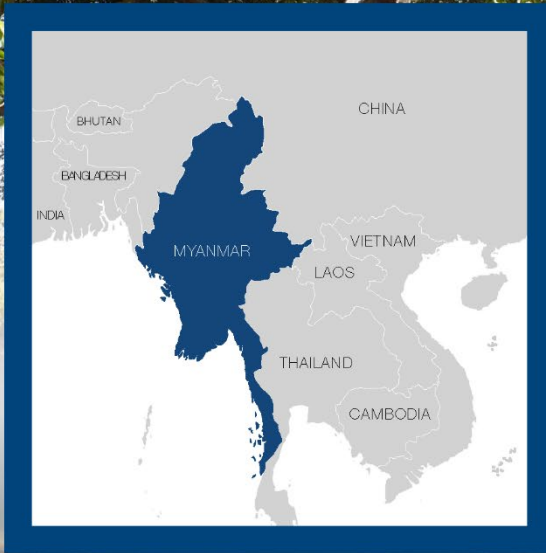 CHINA
BHUTAN
BANGLADESH
INDIA
MYANMAR
VIETNAM
LAOS
THAILAND
CAMBODIA